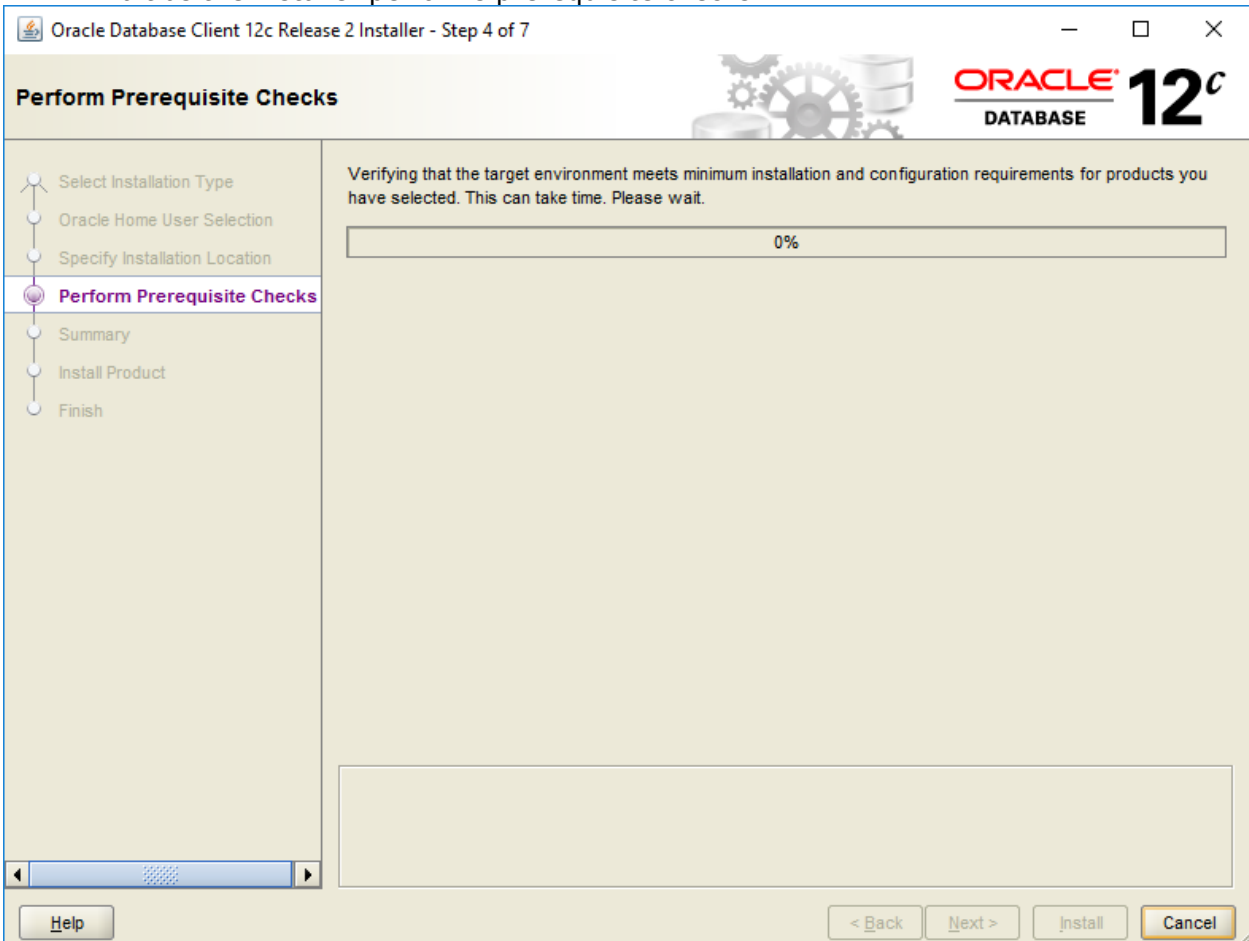 Oracle Database Client 12c Release 2 Installer - Step 4 of 7
Perform Prerequisite Checks
ORACLE
DATABASE
12c
Select Installation Type
Oracle Home User Selection
Specify Installation Location
Perform Prerequisite Checks
Summary
Install Product
Finish
Verifying that the target environment meets minimum installation and configuration requirements for products you
have selected. This can take time. Please wait.
0%
Help
< Back
Next >
Install
Cancel